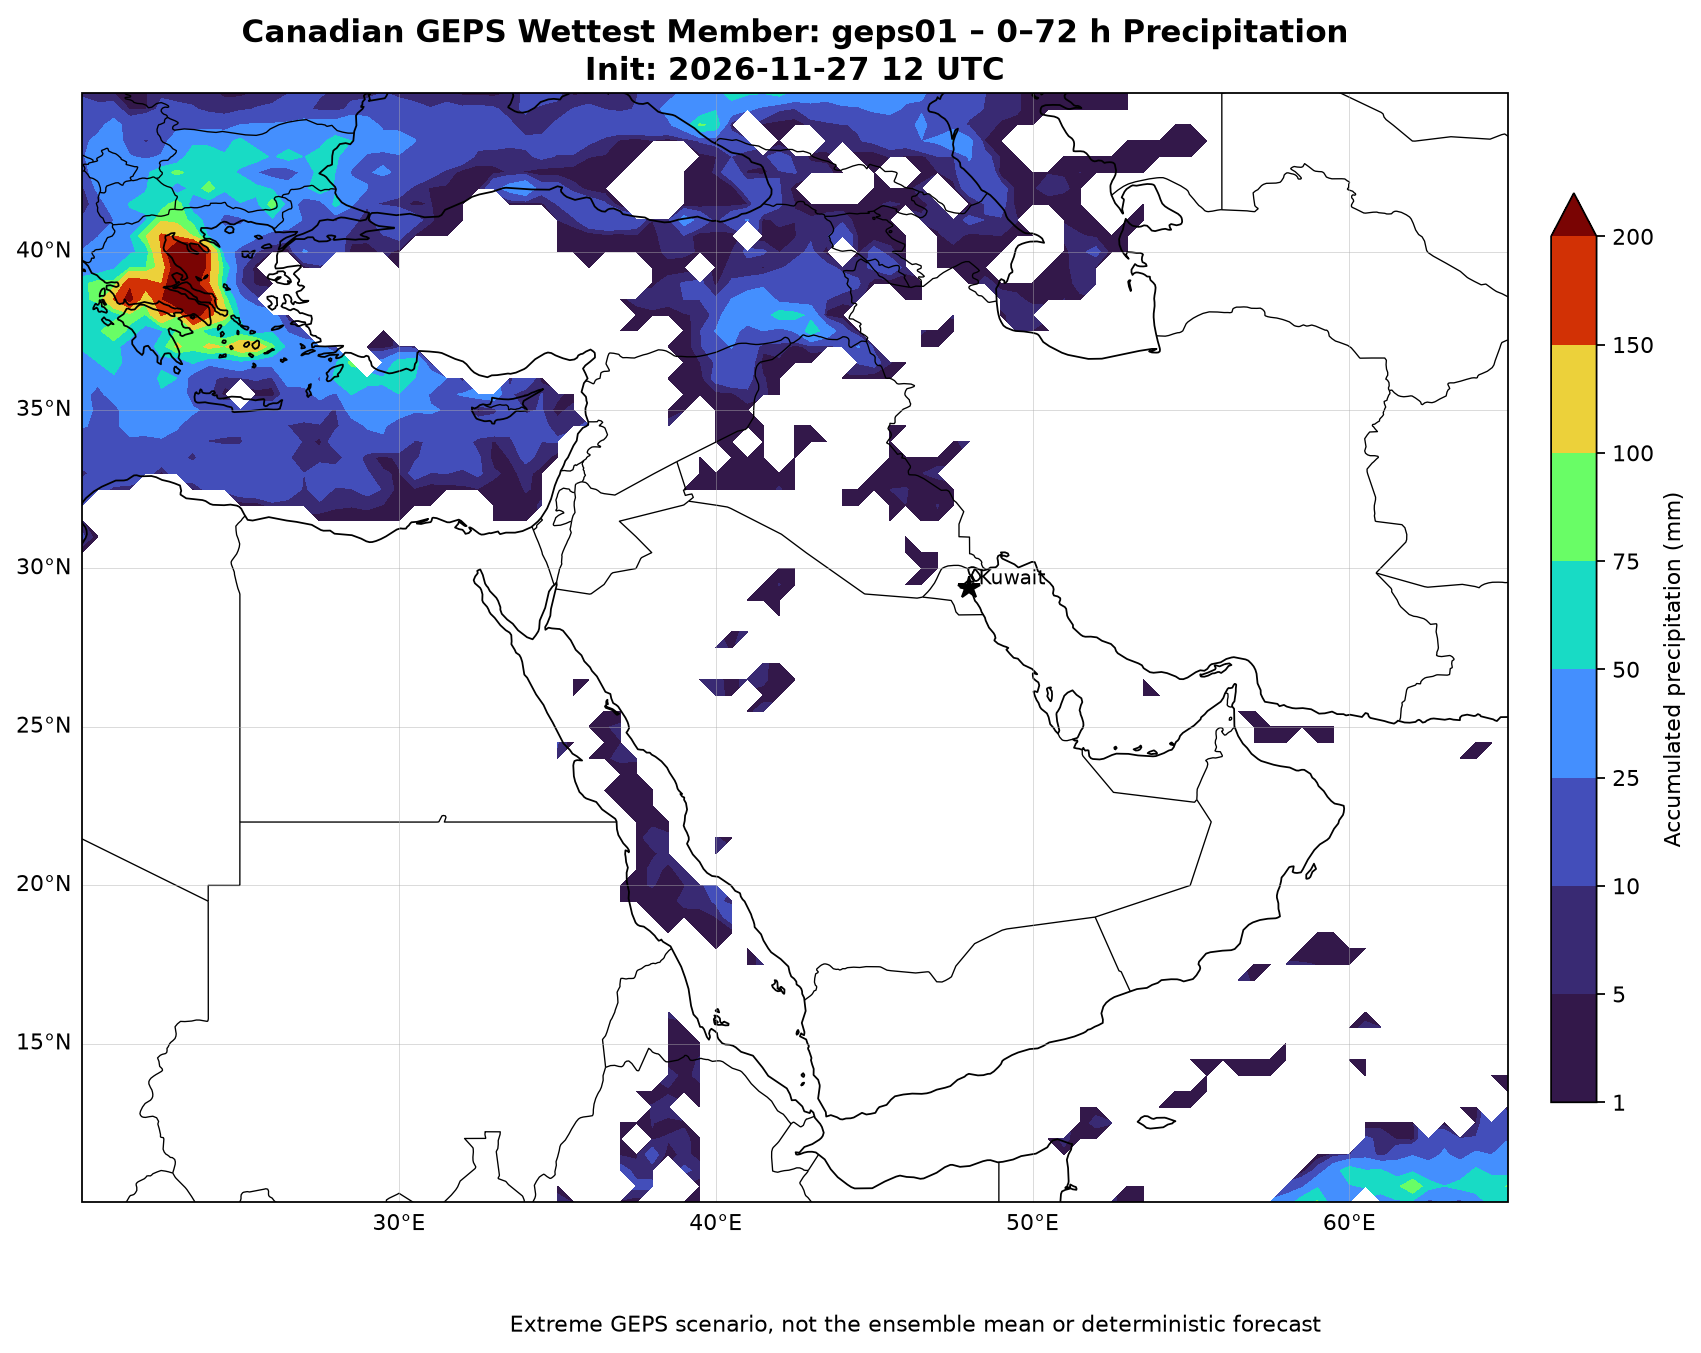 Canadian GEPS Wettest Member: geps01 – 0–72 h Precipitation
Init: 2026-11-27 12 UTC
40°N
35°N
30°N
25°N
20°N
15°N
30°E
40°E
50°E
60°E
Kuwait
200
150
100
75
50
25
10
5
1
Accumulated precipitation (mm)
Extreme GEPS scenario, not the ensemble mean or deterministic forecast